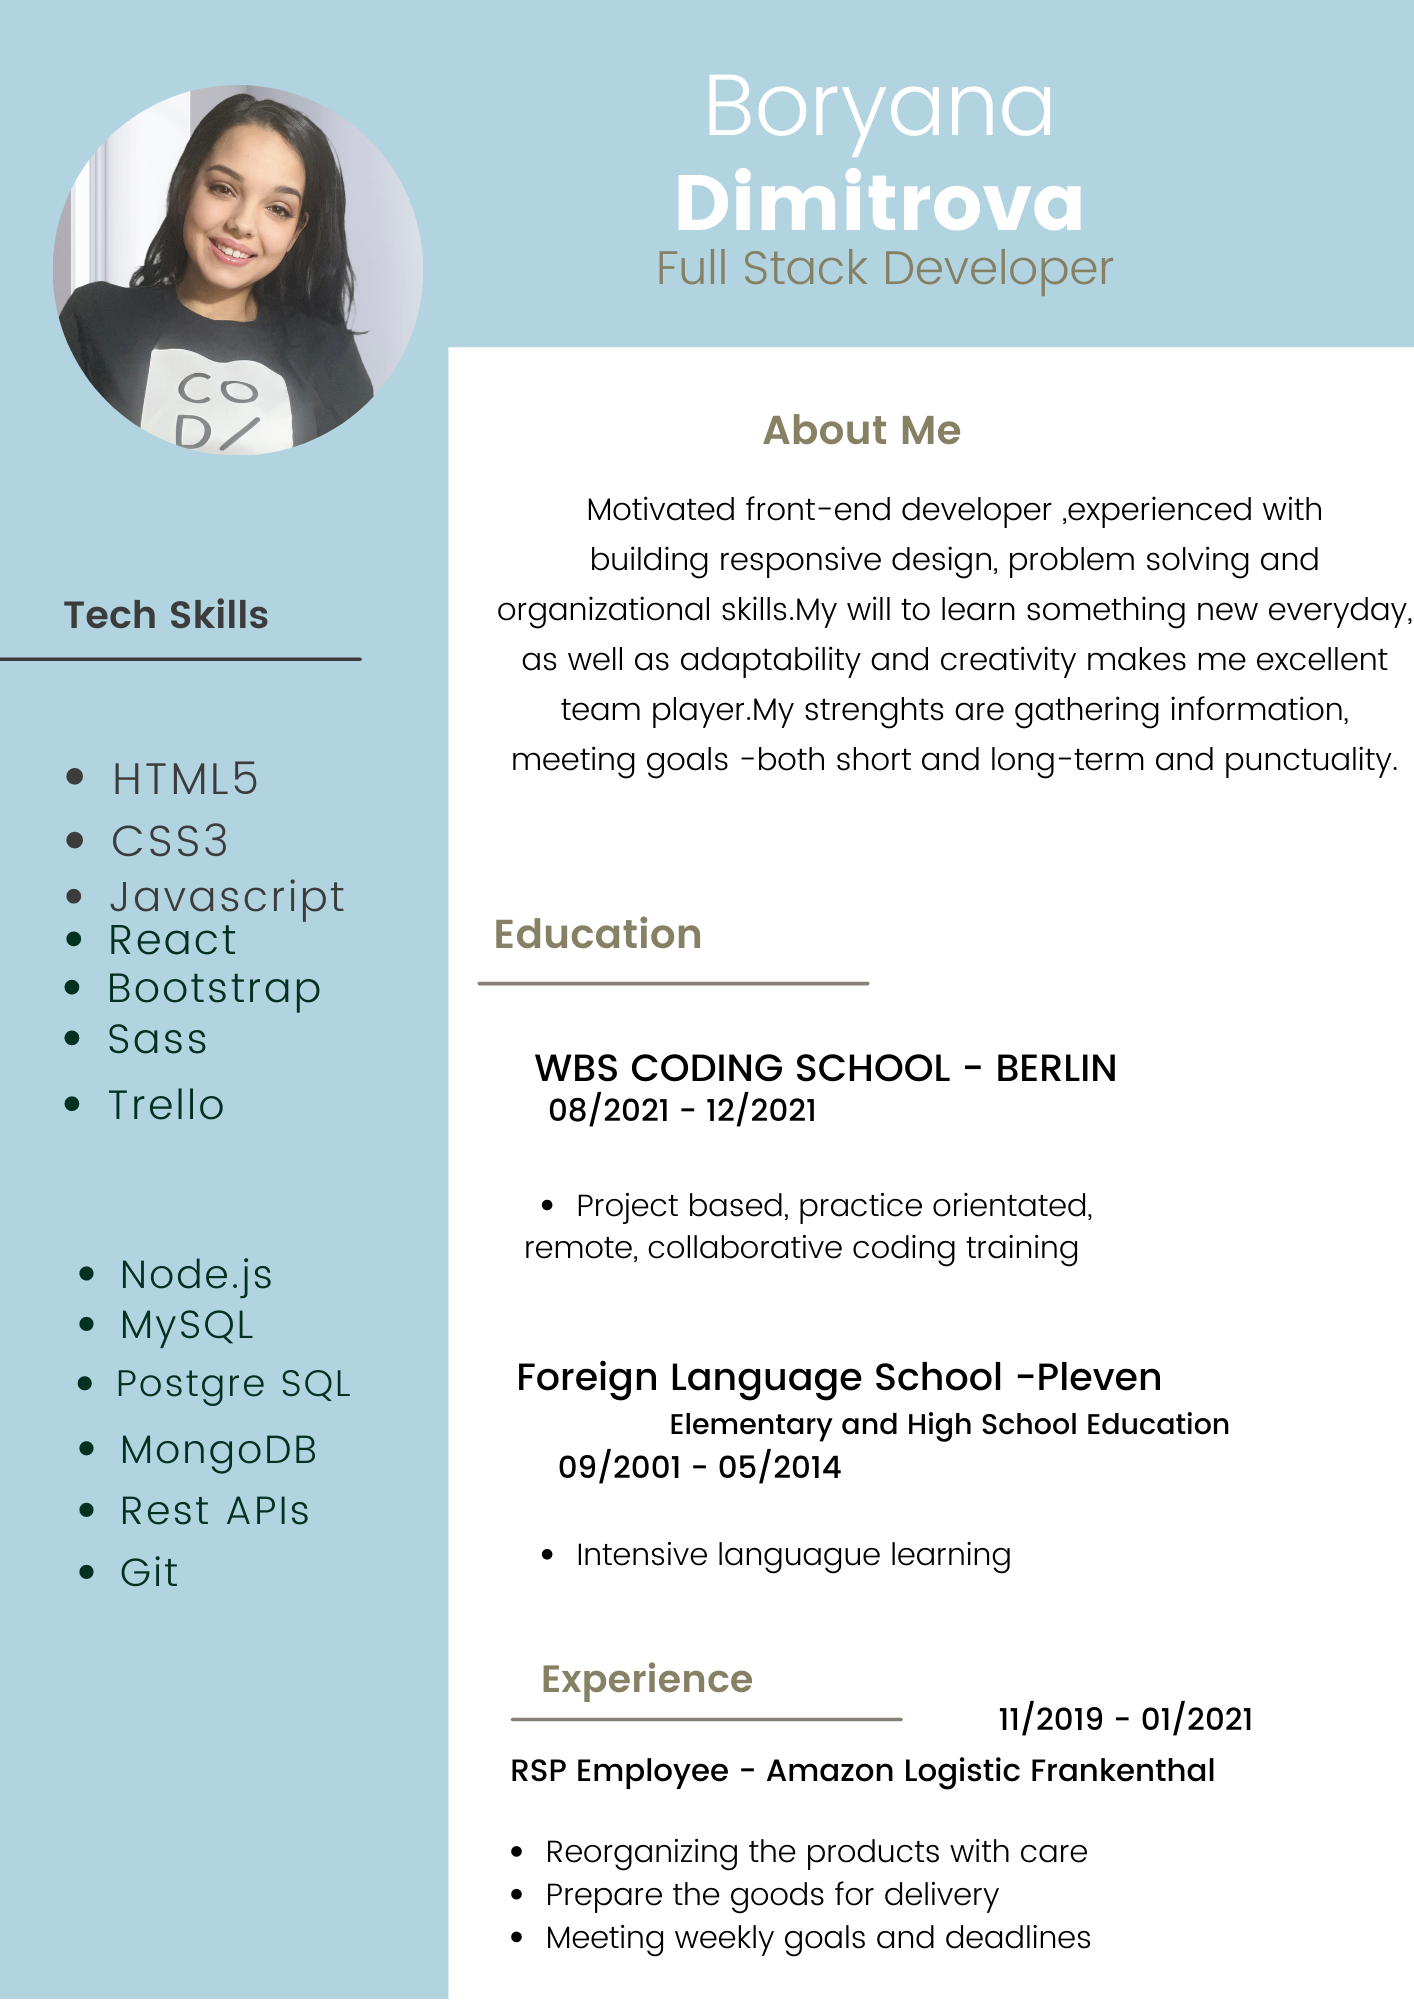 Boryana
Dimitrova
Full Stack Developer
CO
D/
Tech Skills
• HTML5
• CSS3
• Javascript
• React
• Bootstrap
• Sass
• Trello
• Node.js
• MySQL
• Postgre SQL
• MongoDB
• Rest APIs
• Git
About Me
Motivated front-end developer ,experienced with
building responsive design, problem solving and
organizational skills.My will to learn something new everyday,
as well as adaptability and creativity makes me excellent
team player.My strenghts are gathering information,
meeting goals -both short and long-term and punctuality.
Education
WBS CODING SCHOOL - BERLIN
08/2021 - 12/2021
• Project based, practice orientated,
remote, collaborative coding training
Foreign Language School -Pleven
Elementary and High School Education
09/2001 - 05/2014
• Intensive languague learning
Experience
11/2019 - 01/2021
RSP Employee - Amazon Logistic Frankenthal
• Reorganizing the products with care
• Prepare the goods for delivery
• Meeting weekly goals and deadlines